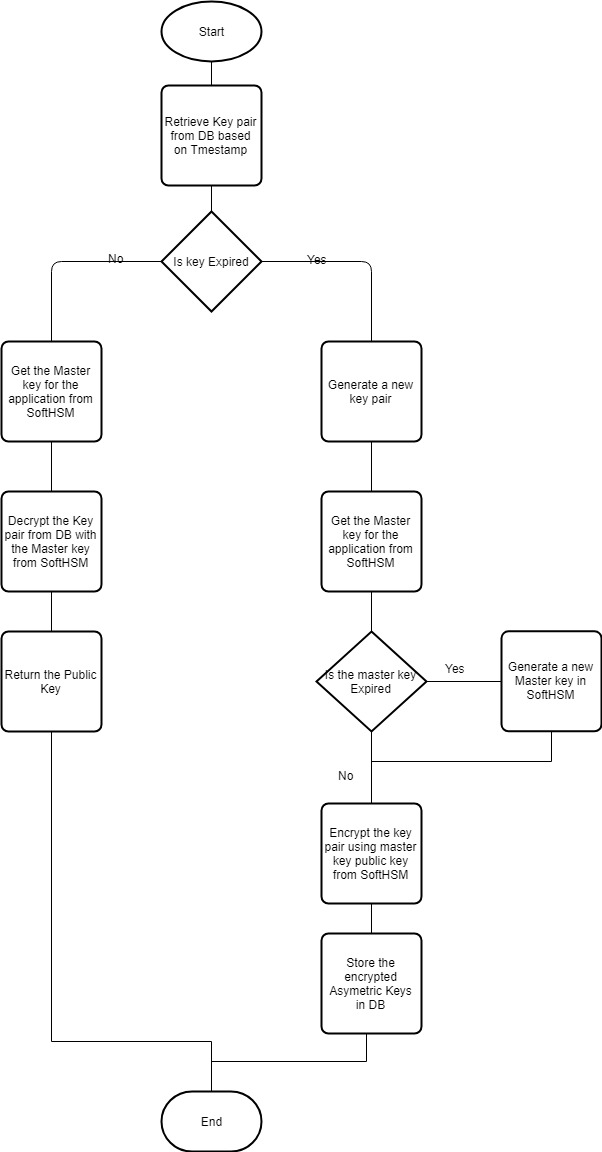 Start
Retrieve Key pair
from DB based
on Tmestamp
Is key Expired
No
Yes
Get the Master
key for the
application from
SoftHSM
Generate a new
key pair
Decrypt the Key
pair from DB with
the Master key
from SoftHSM
Get the Master
key for the
application from
SoftHSM
Return the Public
Key
Is the master key
Expired
Yes
Generate a new
Master key in
SoftHSM
No
Encrypt the key
pair using master
key public key
from SoftHSM
Store the
encrypted
Asymetric Keys
in DB
End